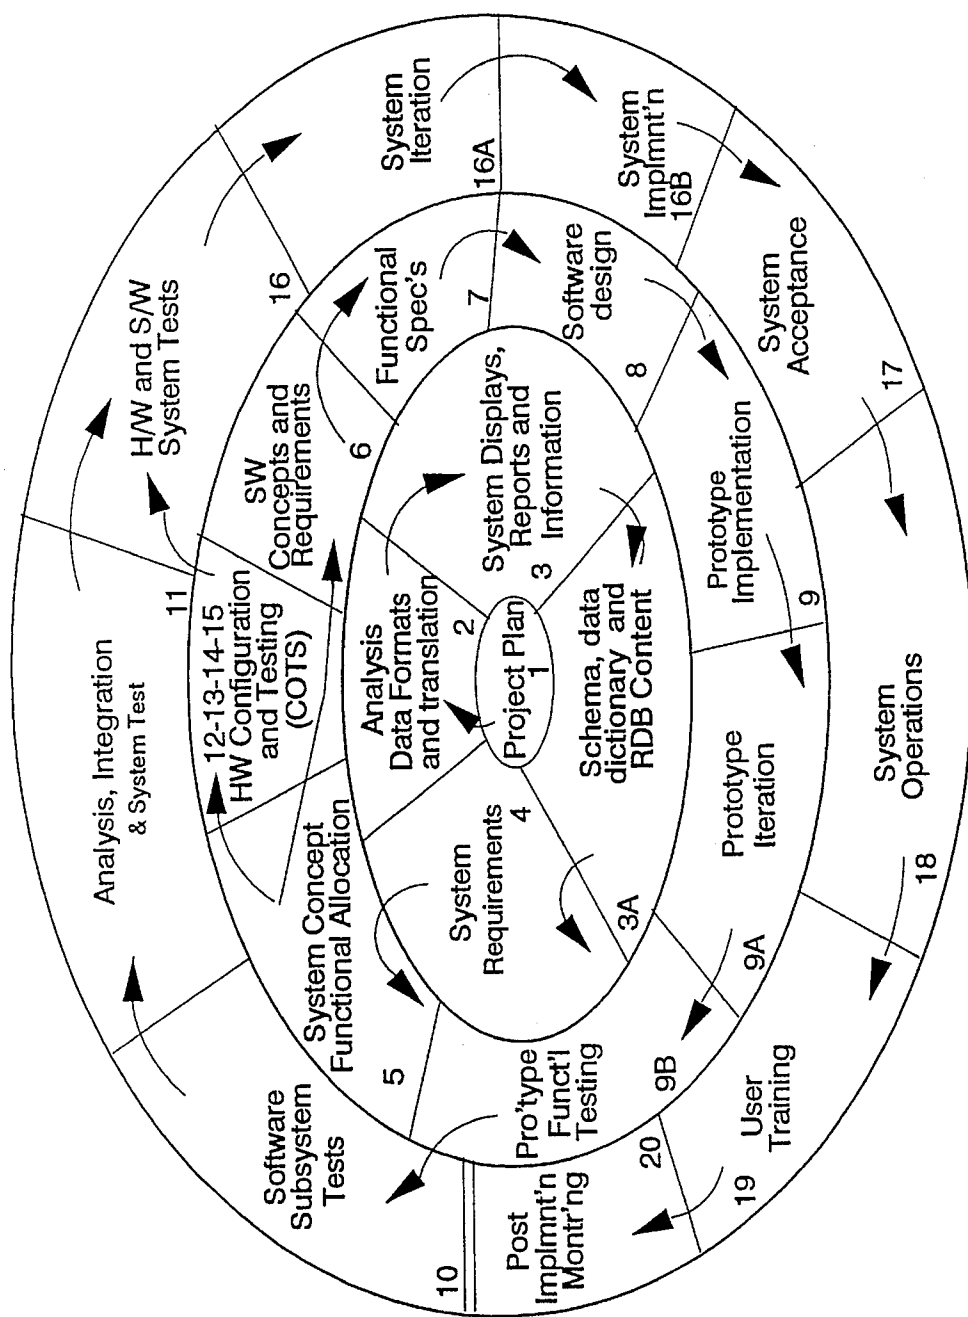 Project Plan
1
Analysis
Data Formats
and translation
2
System Displays,
Reports and
Information
3
Schema, data
dictionary and
RDB Content
3A
System
Requirements
4
System Concept
Functional Allocation
5
12-13-14-15
HW Configuration
and Testing
(COTS)
SW
Concepts and
Requirements
6
Functional
Spec's
7
Software
design
8
Prototype
Implementation
9
Prototype
Iteration
9A
Pro'type
Funct'l
Testing
9B
Software
Subsystem
Tests
10
Analysis, Integration
& System Test
11
H/W and S/W
System Tests
16
System
Iteration
16A
System
Implmnt'n
16B
System
Acceptance
17
System
Operations
18
User
Training
19
Post
Implmnt'n
Montr'ng
20